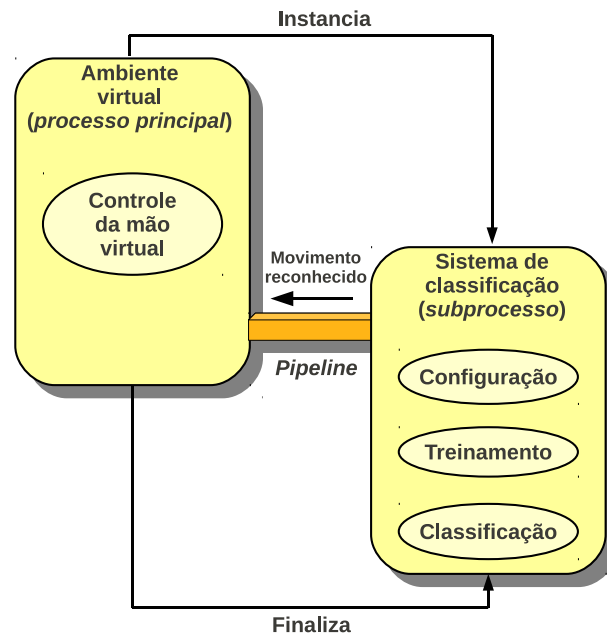 Instancia
Ambiente
virtual
(processo principal)
Controle
da mão
virtual
Movimento
reconhecido
Pipeline
Sistema de
classificação
(subprocesso)
Configuração
Treinamento
Classificação
Finaliza